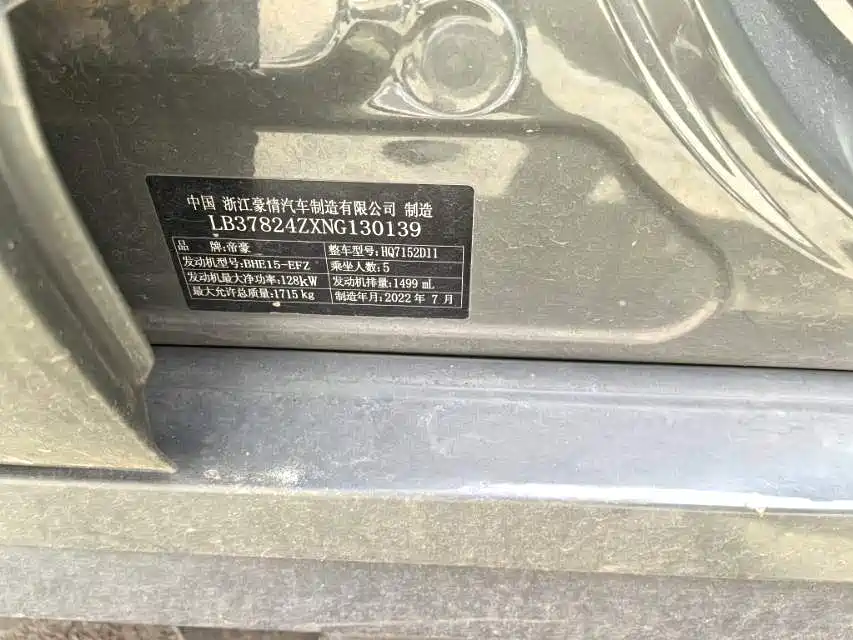 中国 浙江豪情汽车制造有限公司 制造
LB37824ZXNG130139
品 牌:帝豪 整车型号:HQ7152D11
发动机型号:BHE15-EFZ 乘坐人数:5
发动机最大净功率:128kW 发动机排量:1499 mL
最大允许总质量:1715 kg 制造年月:2022 年 7 月